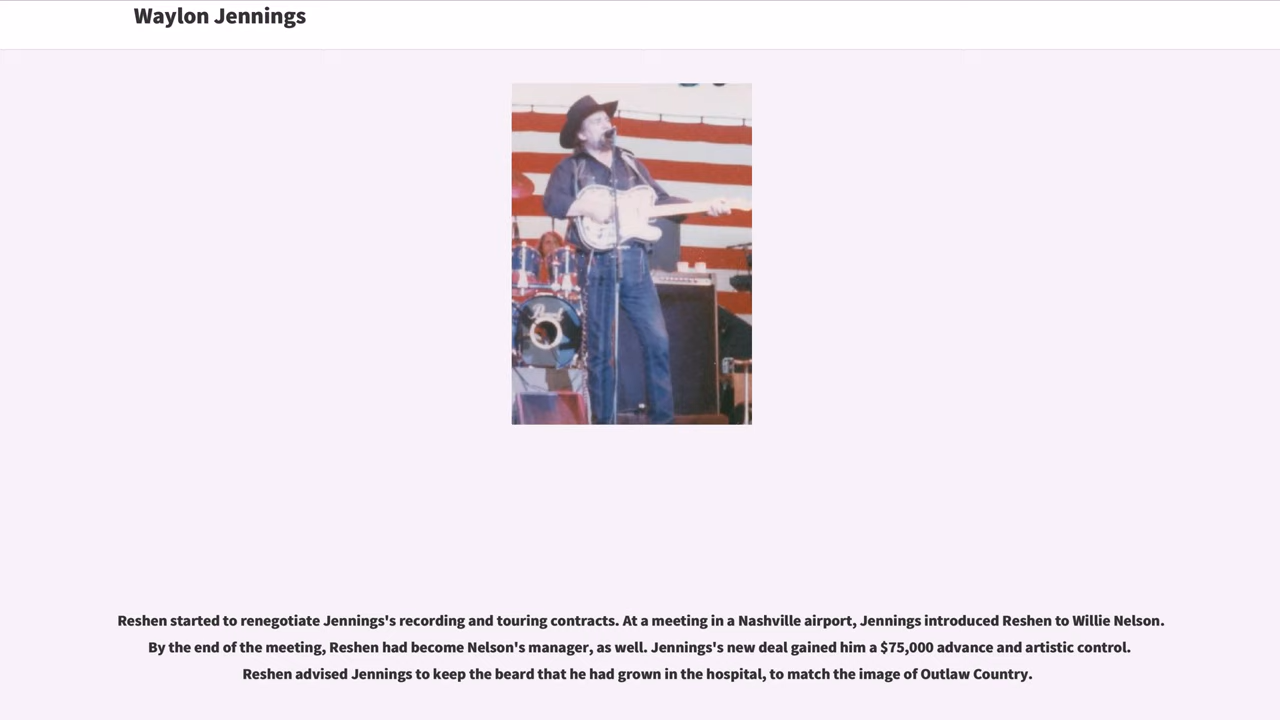 Waylon Jennings
Pearl
Reshen started to renegotiate Jennings's recording and touring contracts. At a meeting in a Nashville airport, Jennings introduced Reshen to Willie Nelson.
By the end of the meeting, Reshen had become Nelson's manager, as well. Jennings's new deal gained him a $75,000 advance and artistic control.
Reshen advised Jennings to keep the beard that he had grown in the hospital, to match the image of Outlaw Country.